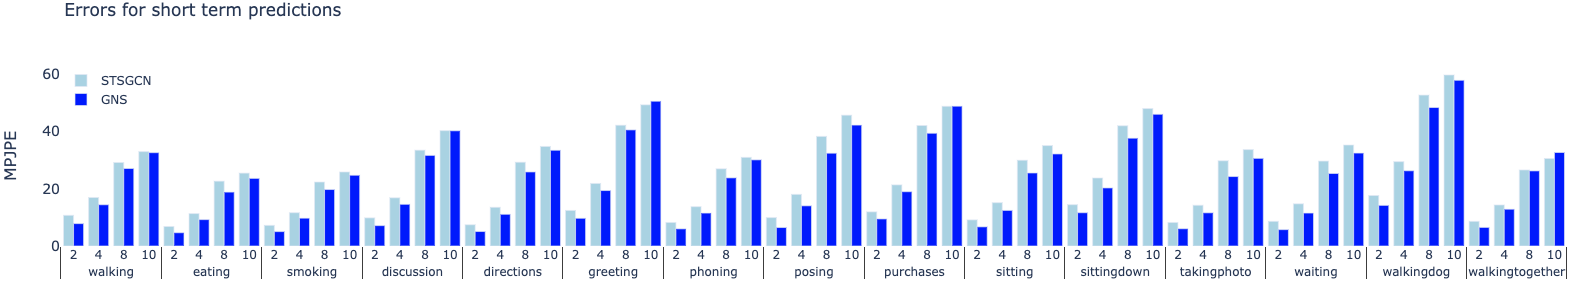 Errors for short term predictions
60
STSGCN
GNS
40
MPJPE
20
0
2 4 8 10 2 4 8 10 2 4 8 10 2 4 8 10 2 4 8 10 2 4 8 10 2 4 8 10 2 4 8 10 2 4 8 10 2 4 8 10 2 4 8 10 2 4 8 10 2 4 8 10 2 4 8 10 2 4 8 10
walking eating smoking discussion directions greeting phoning posing purchases sitting sittingdown takingphoto waiting walkingdog walkingtogether